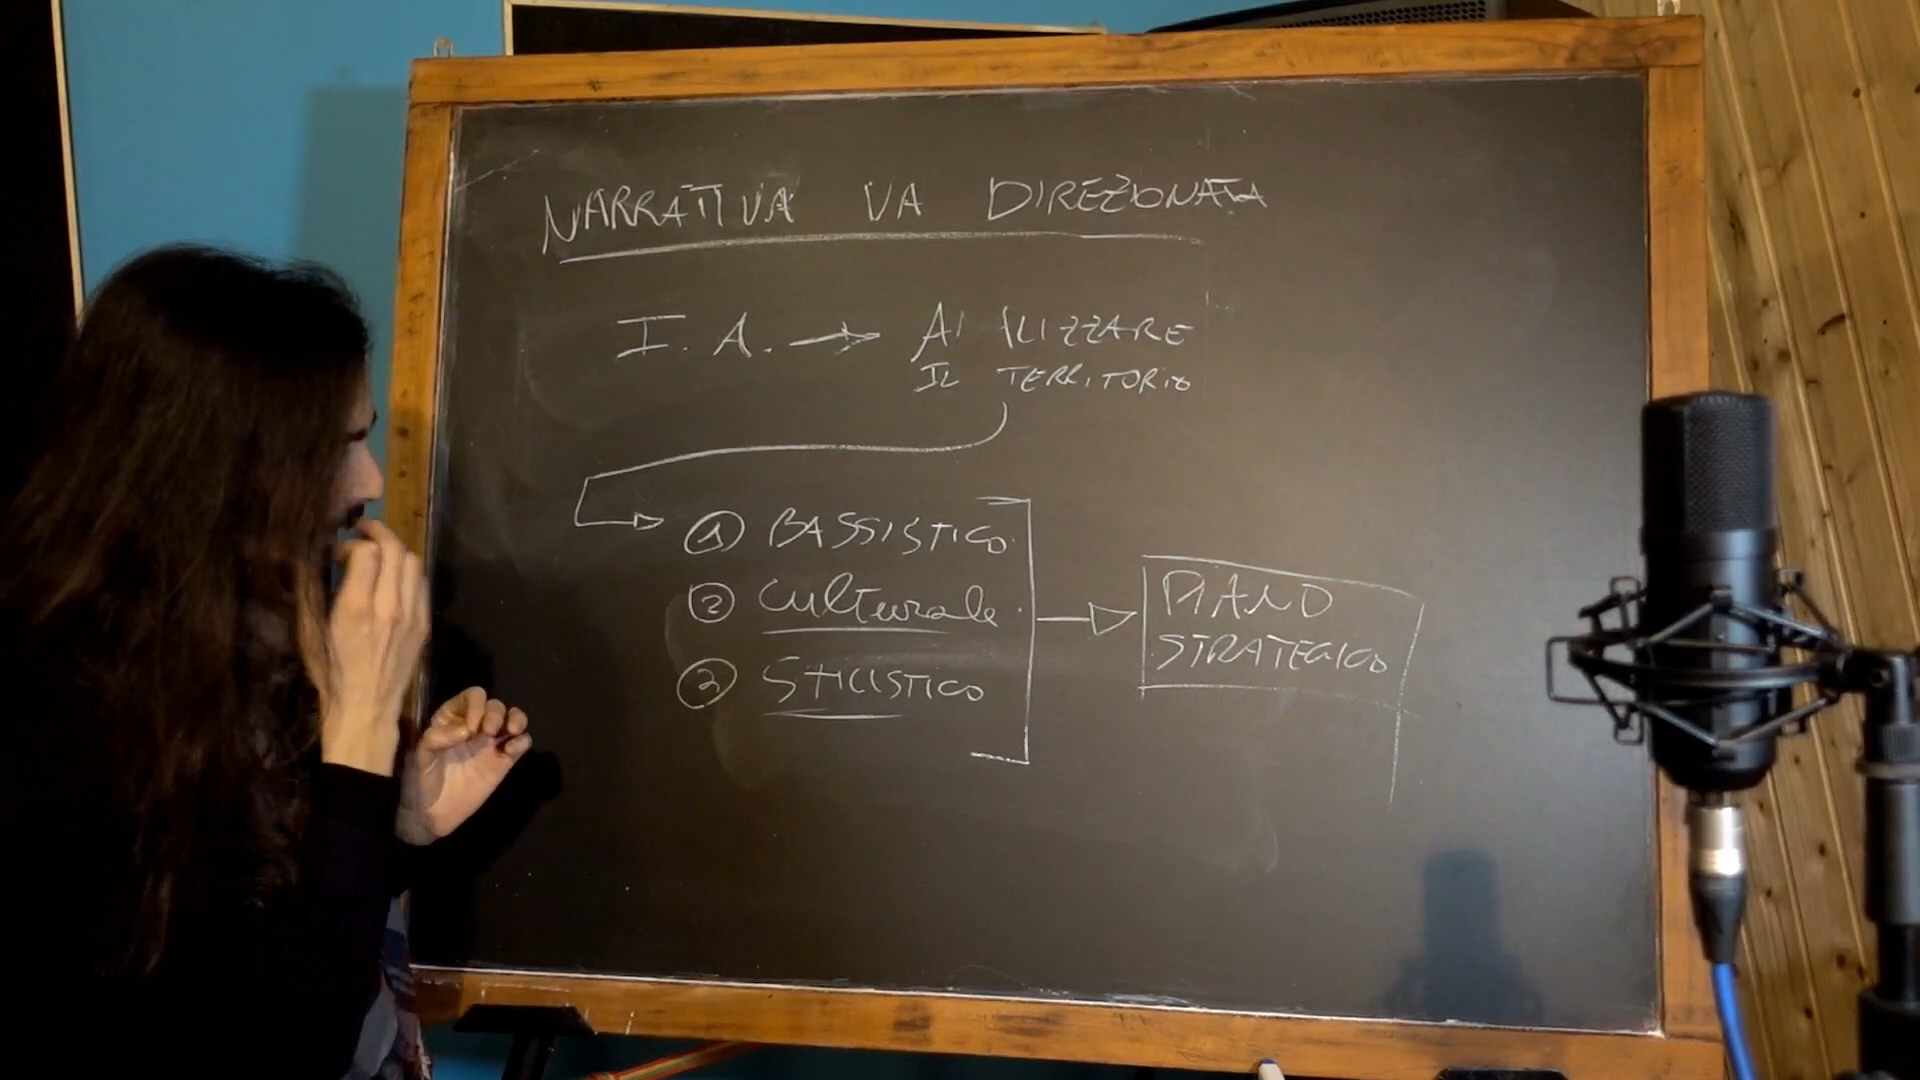 NARRATIVA VA DIREZIONATA
I. A. → ANALIZZARE
IL TERRITORIO
① BASSISTICO
② Culturale
③ STILISTICO
PIANO
STRATEGICO